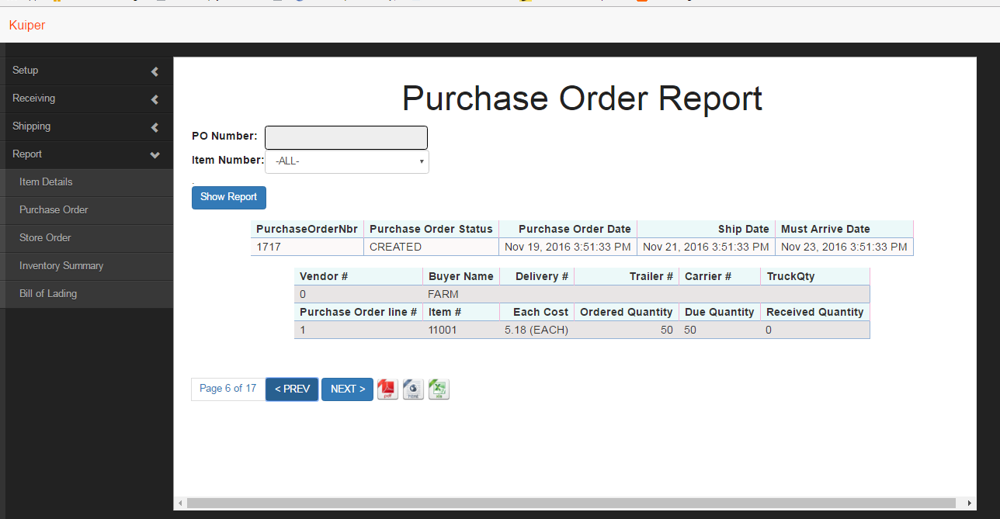 Kuiper
Setup
Receiving
Shipping
Report
Item Details
Purchase Order
Store Order
Inventory Summary
Bill of Lading
Purchase Order Report
PO Number:
Item Number: -ALL-
.
Show Report
PurchaseOrderNbr Purchase Order Status Purchase Order Date Ship Date Must Arrive Date
1717 CREATED Nov 19, 2016 3:51:33 PM Nov 21, 2016 3:51:33 PM Nov 23, 2016 3:51:33 PM
Vendor # Buyer Name Delivery # Trailer # Carrier # TruckQty
0 FARM
Purchase Order line # Item # Each Cost Ordered Quantity Due Quantity Received Quantity
1 11001 5.18 (EACH) 50 50 0
Page 6 of 17 < PREV NEXT > pdf html xls